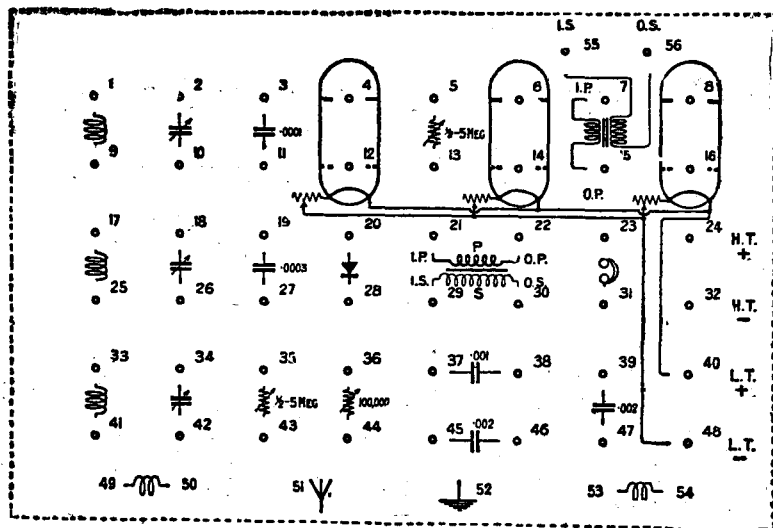 I.S. O.S.
55 56
1 2 3 4 5 6 I.P. 7 8
.0001 ½-5 MEG
9 10 11 12 13 14 15 16
O.P.
17 18 19 20 21 22 23 24 H.T. +
I.P. P O.P.
.0003
I.S. S O.S.
25 26 27 28 29 30 31 32 H.T. −
33 34 35 36 37 .001 38 39 40 L.T. +
½-5 MEG 100,000 .002
41 42 43 44 45 .002 46 47 48 L.T. −
49 50 51 52 53 54